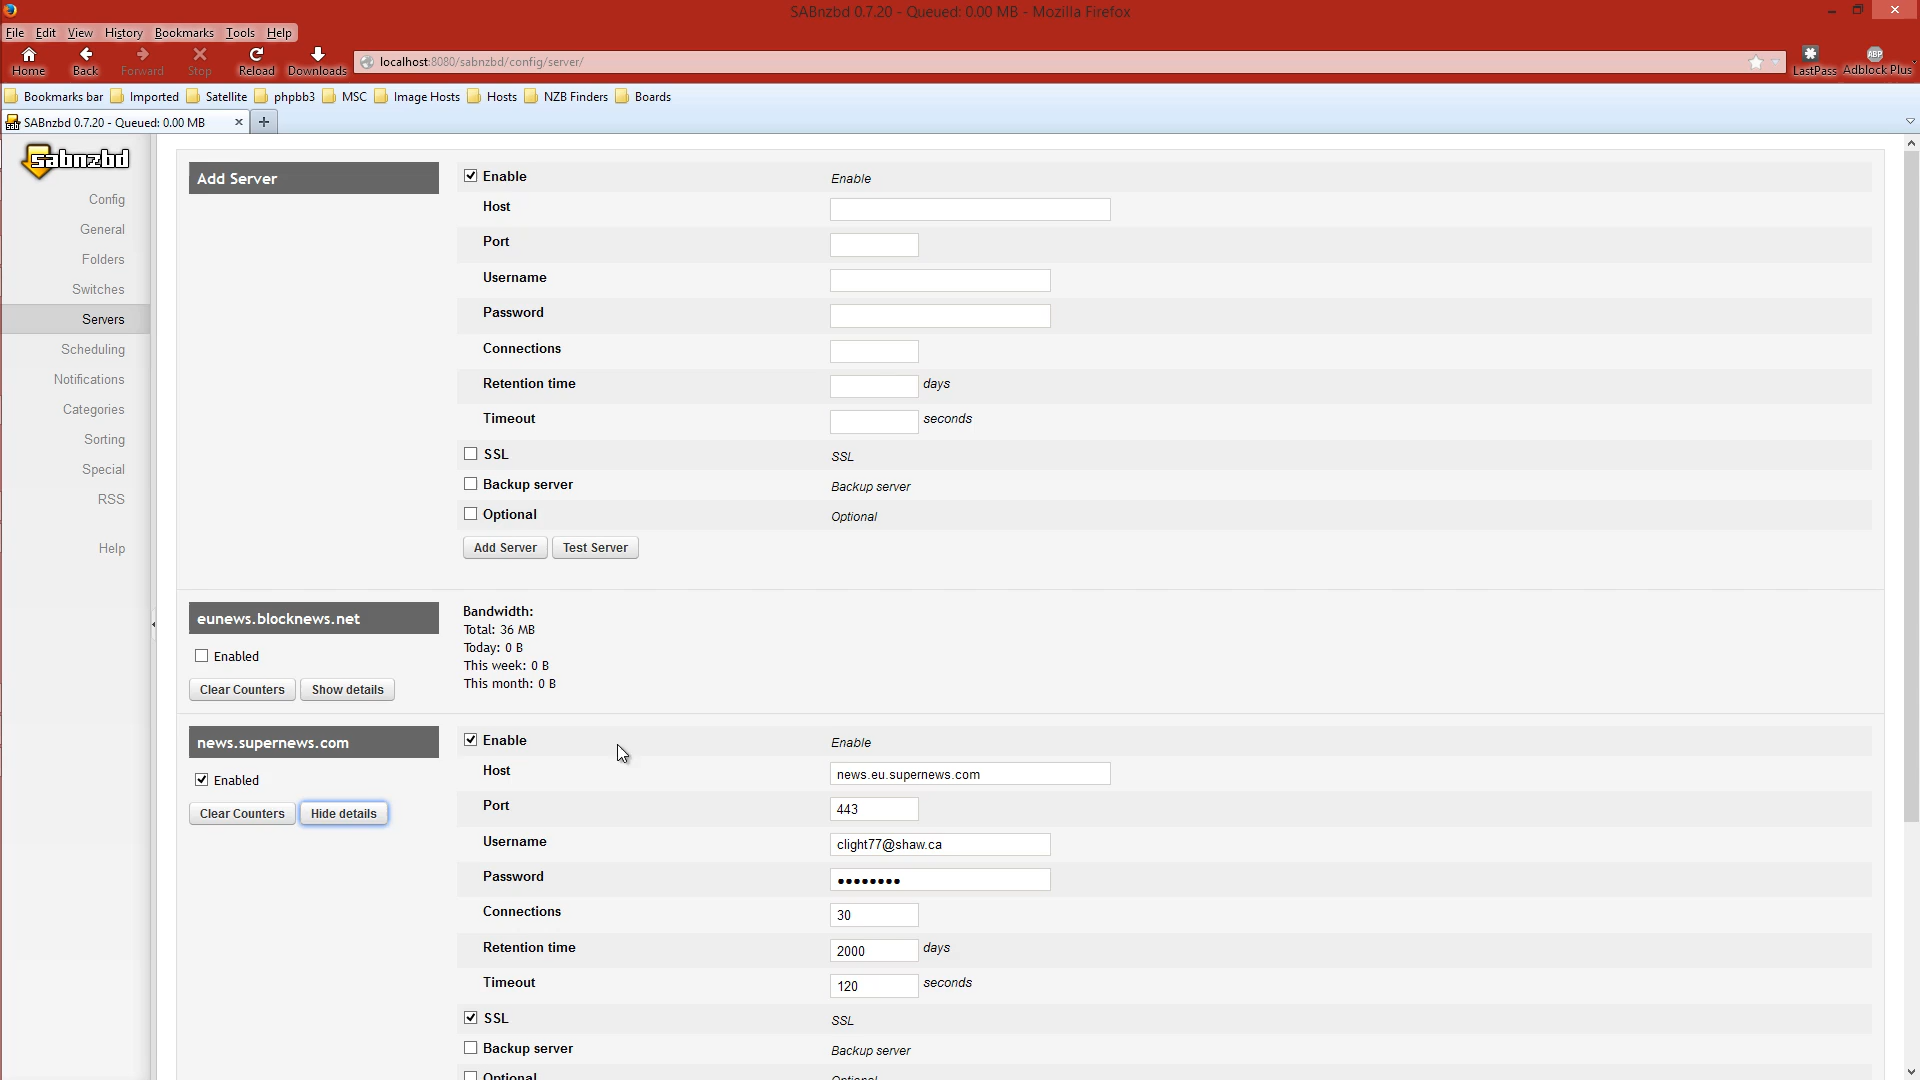 SABnzbd 0.7.20 - Queued: 0.00 MB - Mozilla Firefox
File Edit View History Bookmarks Tools Help
Home Back Forward Stop Reload Downloads localhost:8080/sabnzbd/config/server/ LastPass Adblock Plus
ABP
Bookmarks bar Imported Satellite phpbb3 MSC Image Hosts Hosts NZB Finders Boards
SABnzbd 0.7.20 - Queued: 0.00 MB
sabnzbd
Config
General
Folders
Switches
Servers
Scheduling
Notifications
Categories
Sorting
Special
RSS
Help
Add Server
Enable Enable
Host
Port
Username
Password
Connections
Retention time days
Timeout seconds
SSL SSL
Backup server Backup server
Optional Optional
Add Server Test Server
eunews.blocknews.net
Enabled
Clear Counters Show details
Bandwidth:
Total: 36 MB
Today: 0 B
This week: 0 B
This month: 0 B
news.supernews.com
Enabled
Clear Counters Hide details
Enable Enable
Host news.eu.supernews.com
Port 443
Username clight77@shaw.ca
Password ••••••••
Connections 30
Retention time 2000 days
Timeout 120 seconds
SSL SSL
Backup server Backup server
Optional Optional